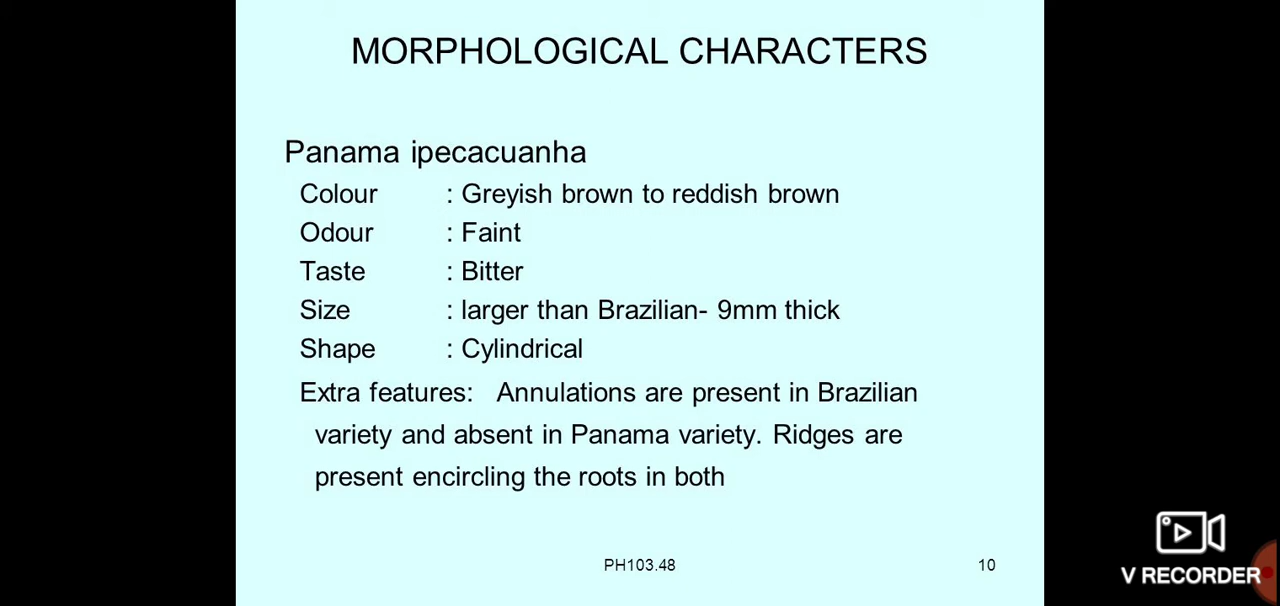 MORPHOLOGICAL CHARACTERS
Panama ipecacuanha
Colour : Greyish brown to reddish brown
Odour : Faint
Taste : Bitter
Size : larger than Brazilian- 9mm thick
Shape : Cylindrical
Extra features: Annulations are present in Brazilian
variety and absent in Panama variety. Ridges are
present encircling the roots in both
PH103.48 10
V RECORDER